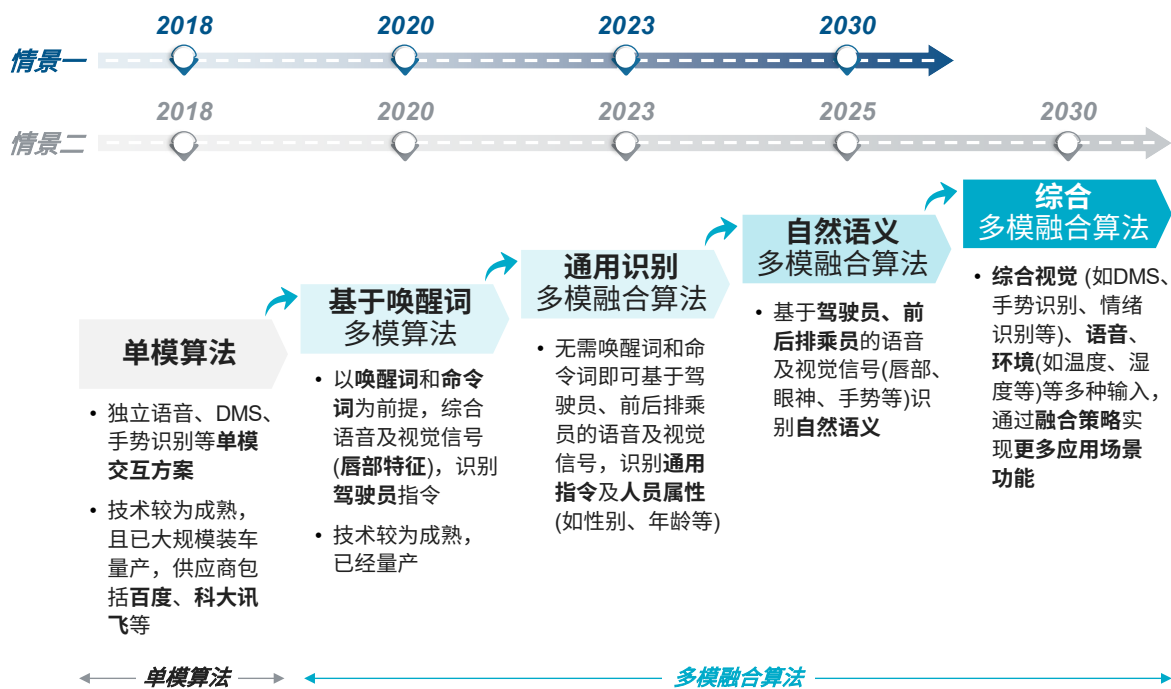 2018 2020 2023 2030
情景一
2018 2020 2023 2025 2030
情景二
单模算法
• 独立语音、DMS、
手势识别等单模
交互方案
• 技术较为成熟，
且已大规模装车
量产，供应商包
括百度、科大讯
飞等
基于唤醒词
多模算法
• 以唤醒词和命令
词为前提，综合
语音及视觉信号
(唇部特征)，识别
驾驶员指令
• 技术较为成熟，
已经量产
通用识别
多模融合算法
• 无需唤醒词和命
令词即可基于驾
驶员、前后排乘
员的语音及视觉
信号，识别通用
指令及人员属性
(如性别、年龄等)
自然语义
多模融合算法
• 基于驾驶员、前
后排乘员的语音
及视觉信号(唇部、
眼神、手势等)识
别自然语义
综合
多模融合算法
• 综合视觉 (如DMS、
手势识别、情绪
识别等)、语音、
环境(如温度、湿
度等)等多种输入，
通过融合策略实
现更多应用场景
功能
单模算法
多模融合算法